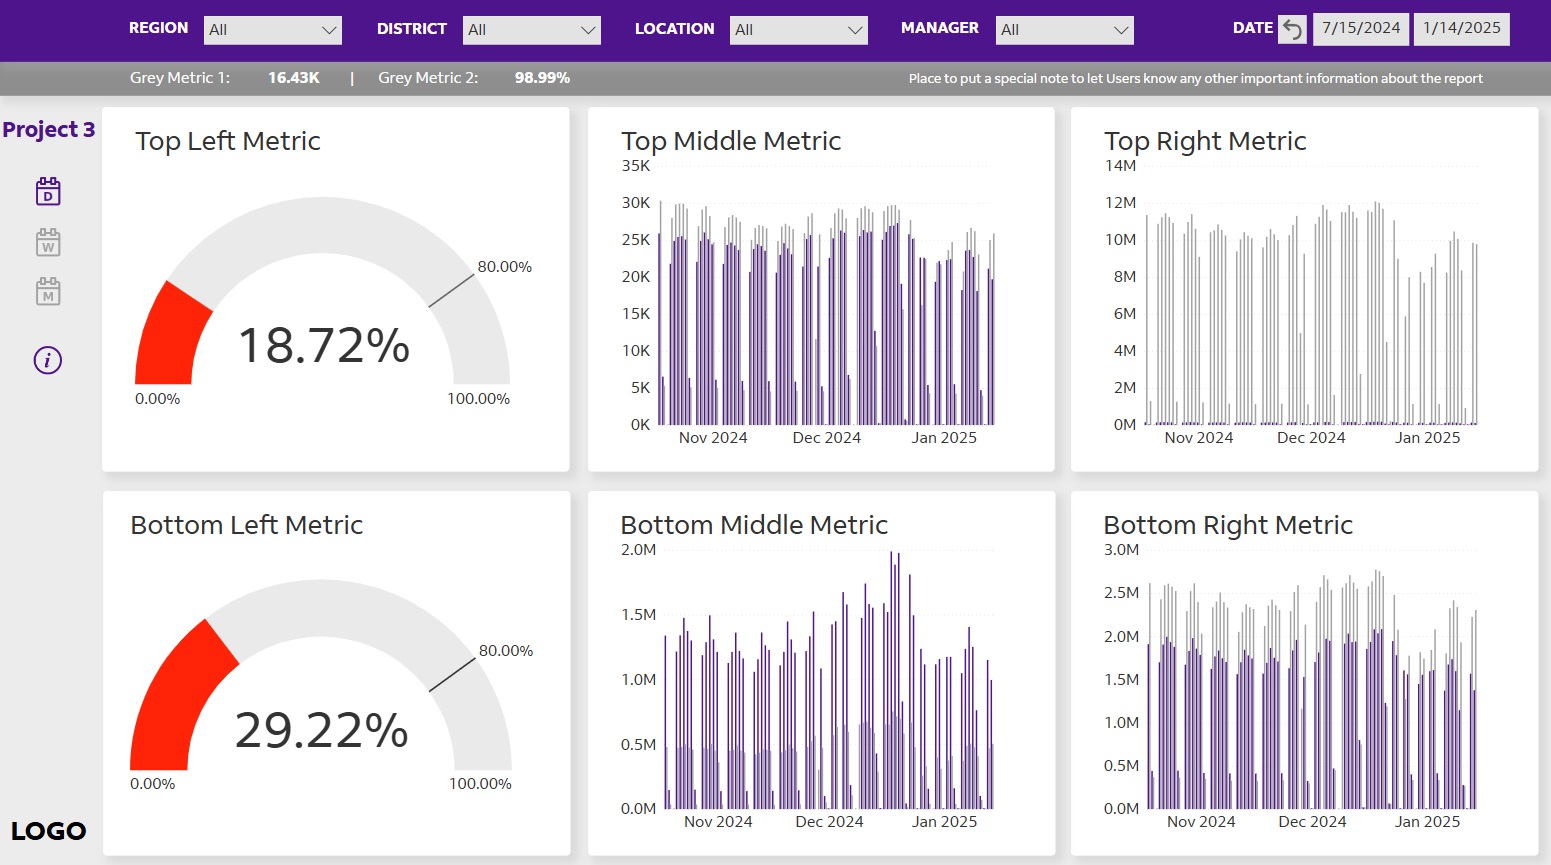 REGION All DISTRICT All LOCATION All MANAGER All DATE 7/15/2024 1/14/2025
Grey Metric 1: 16.43K | Grey Metric 2: 98.99% Place to put a special note to let Users know any other important information about the report
Project 3
D
W
M
i
LOGO
Top Left Metric
80.00%
18.72%
0.00% 100.00%
Top Middle Metric
35K
30K
25K
20K
15K
10K
5K
0K
Nov 2024 Dec 2024 Jan 2025
Top Right Metric
14M
12M
10M
8M
6M
4M
2M
0M
Nov 2024 Dec 2024 Jan 2025
Bottom Left Metric
80.00%
29.22%
0.00% 100.00%
Bottom Middle Metric
2.0M
1.5M
1.0M
0.5M
0.0M
Nov 2024 Dec 2024 Jan 2025
Bottom Right Metric
3.0M
2.5M
2.0M
1.5M
1.0M
0.5M
0.0M
Nov 2024 Dec 2024 Jan 2025